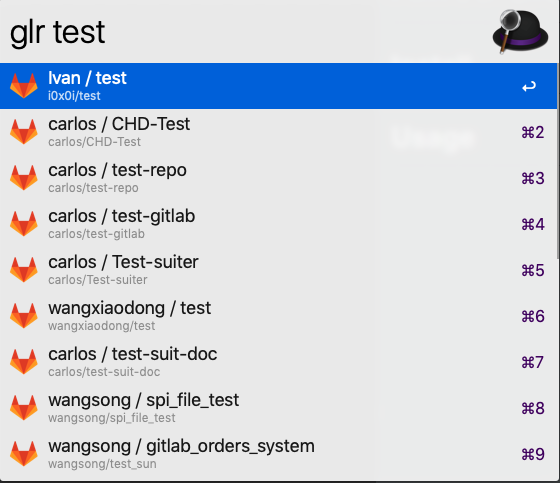 glr test
Ivan / test
i0x0i/test
↩
carlos / CHD-Test
carlos/CHD-Test
⌘2
carlos / test-repo
carlos/test-repo
⌘3
carlos / test-gitlab
carlos/test-gitlab
⌘4
carlos / Test-suiter
carlos/Test-suiter
⌘5
wangxiaodong / test
wangxiaodong/test
⌘6
carlos / test-suit-doc
carlos/test-suit-doc
⌘7
wangsong / spi_file_test
wangsong/spi_file_test
⌘8
wangsong / gitlab_orders_system
wangsong/test_sun
⌘9